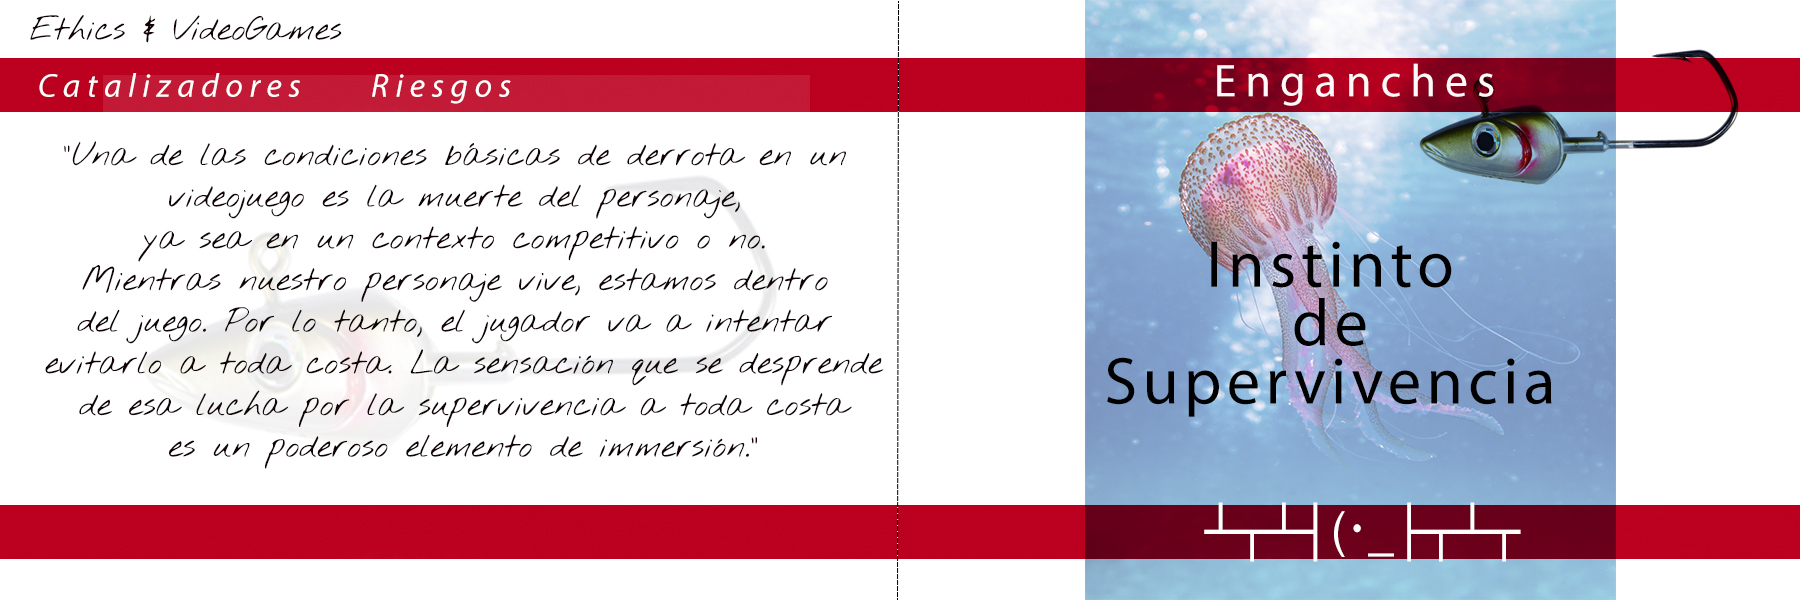 Ethics & VideoGames
Catalizadores Riesgos
"Una de las condiciones básicas de derrota en un
videojuego es la muerte del personaje,
ya sea en un contexto competitivo o no.
Mientras nuestro personaje vive, estamos dentro
del juego. Por lo tanto, el jugador va a intentar
evitarlo a toda costa. La sensación que se desprende
de esa lucha por la supervivencia a toda costa
es un poderoso elemento de immersión."
Enganches
Instinto
de
Supervivencia